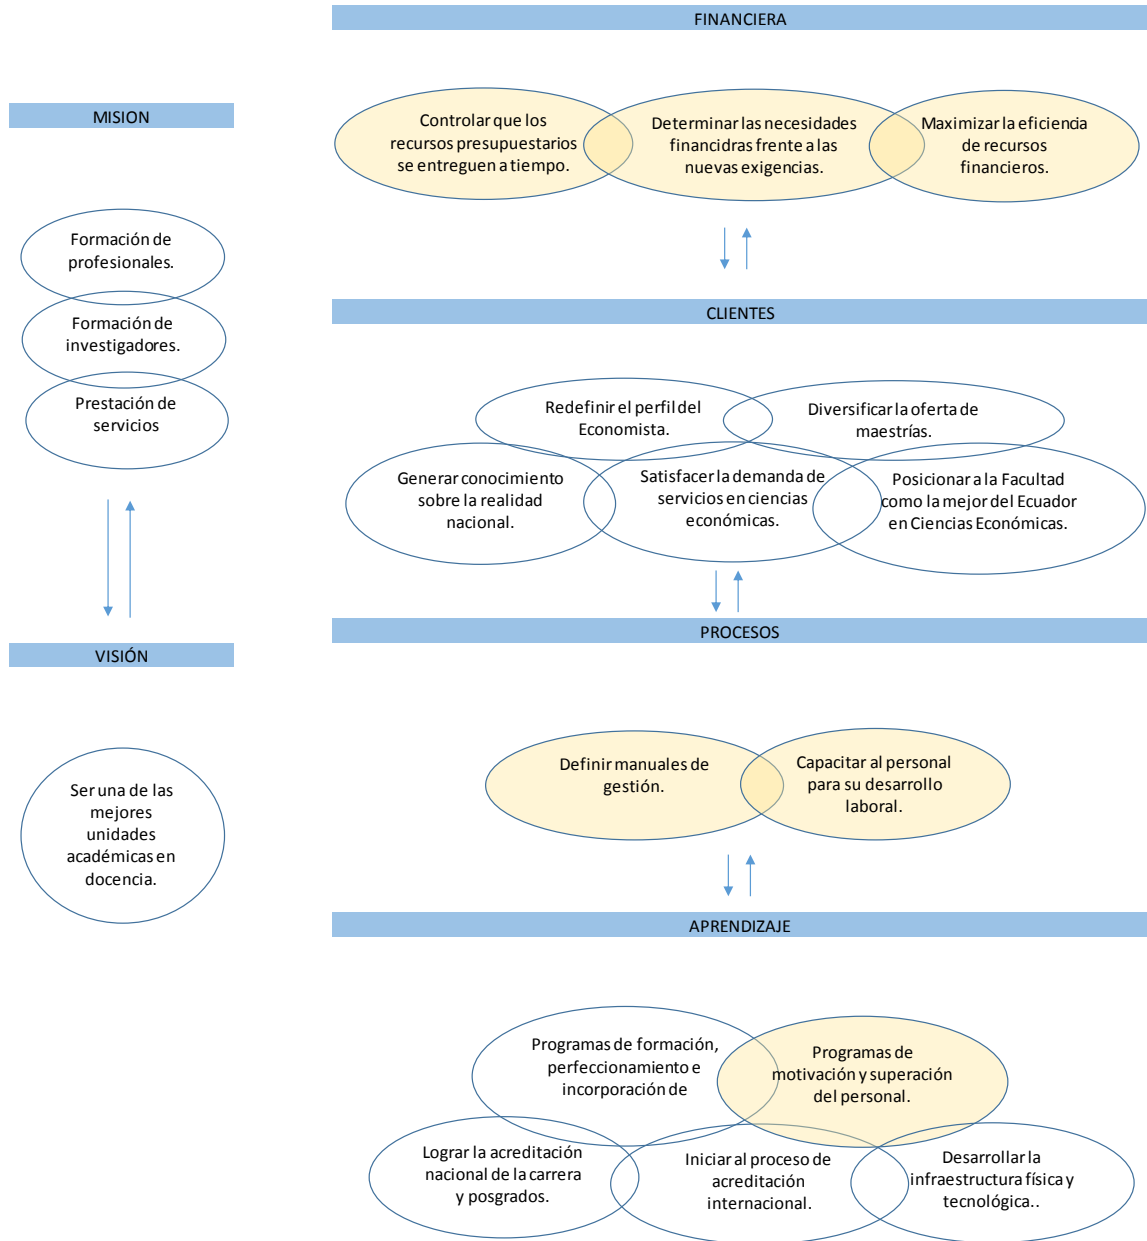 MISION
Formación de
profesionales.
Formación de
investigadores.
Prestación de
servicios
VISIÓN
Ser una de las
mejores
unidades
académicas en
docencia.
FINANCIERA
Controlar que los
recursos presupuestarios
se entreguen a tiempo.
Determinar las necesidades
financidras frente a las
nuevas exigencias.
Maximizar la eficiencia
de recursos
financieros.
CLIENTES
Redefinir el perfil del
Economista.
Diversificar la oferta de
maestrías.
Generar conocimiento
sobre la realidad
nacional.
Satisfacer la demanda de
servicios en ciencias
económicas.
Posicionar a la Facultad
como la mejor del Ecuador
en Ciencias Económicas.
PROCESOS
Definir manuales de
gestión.
Capacitar al personal
para su desarrollo
laboral.
APRENDIZAJE
Programas de formación,
perfeccionamiento e
incorporación de
Programas de
motivación y superación
del personal.
Lograr la acreditación
nacional de la carrera
y posgrados.
Iniciar al proceso de
acreditación
internacional.
Desarrollar la
infraestructura física y
tecnológica..